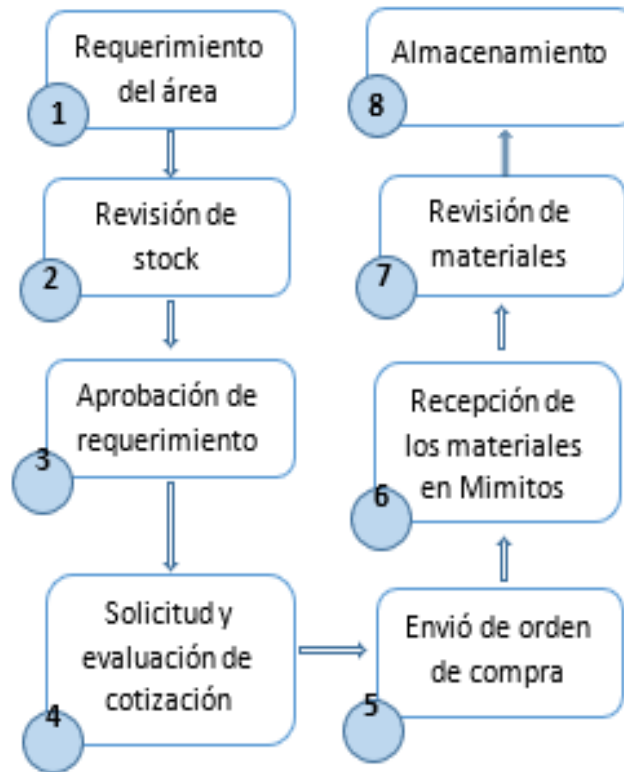 Requerimiento
del área
1
Revisión de
stock
2
Aprobación de
requerimiento
3
Solicitud y
evaluación de
cotización
4
Envió de orden
de compra
5
Recepción de
los materiales
en Mimitos
6
Revisión de
materiales
7
Almacenamiento
8